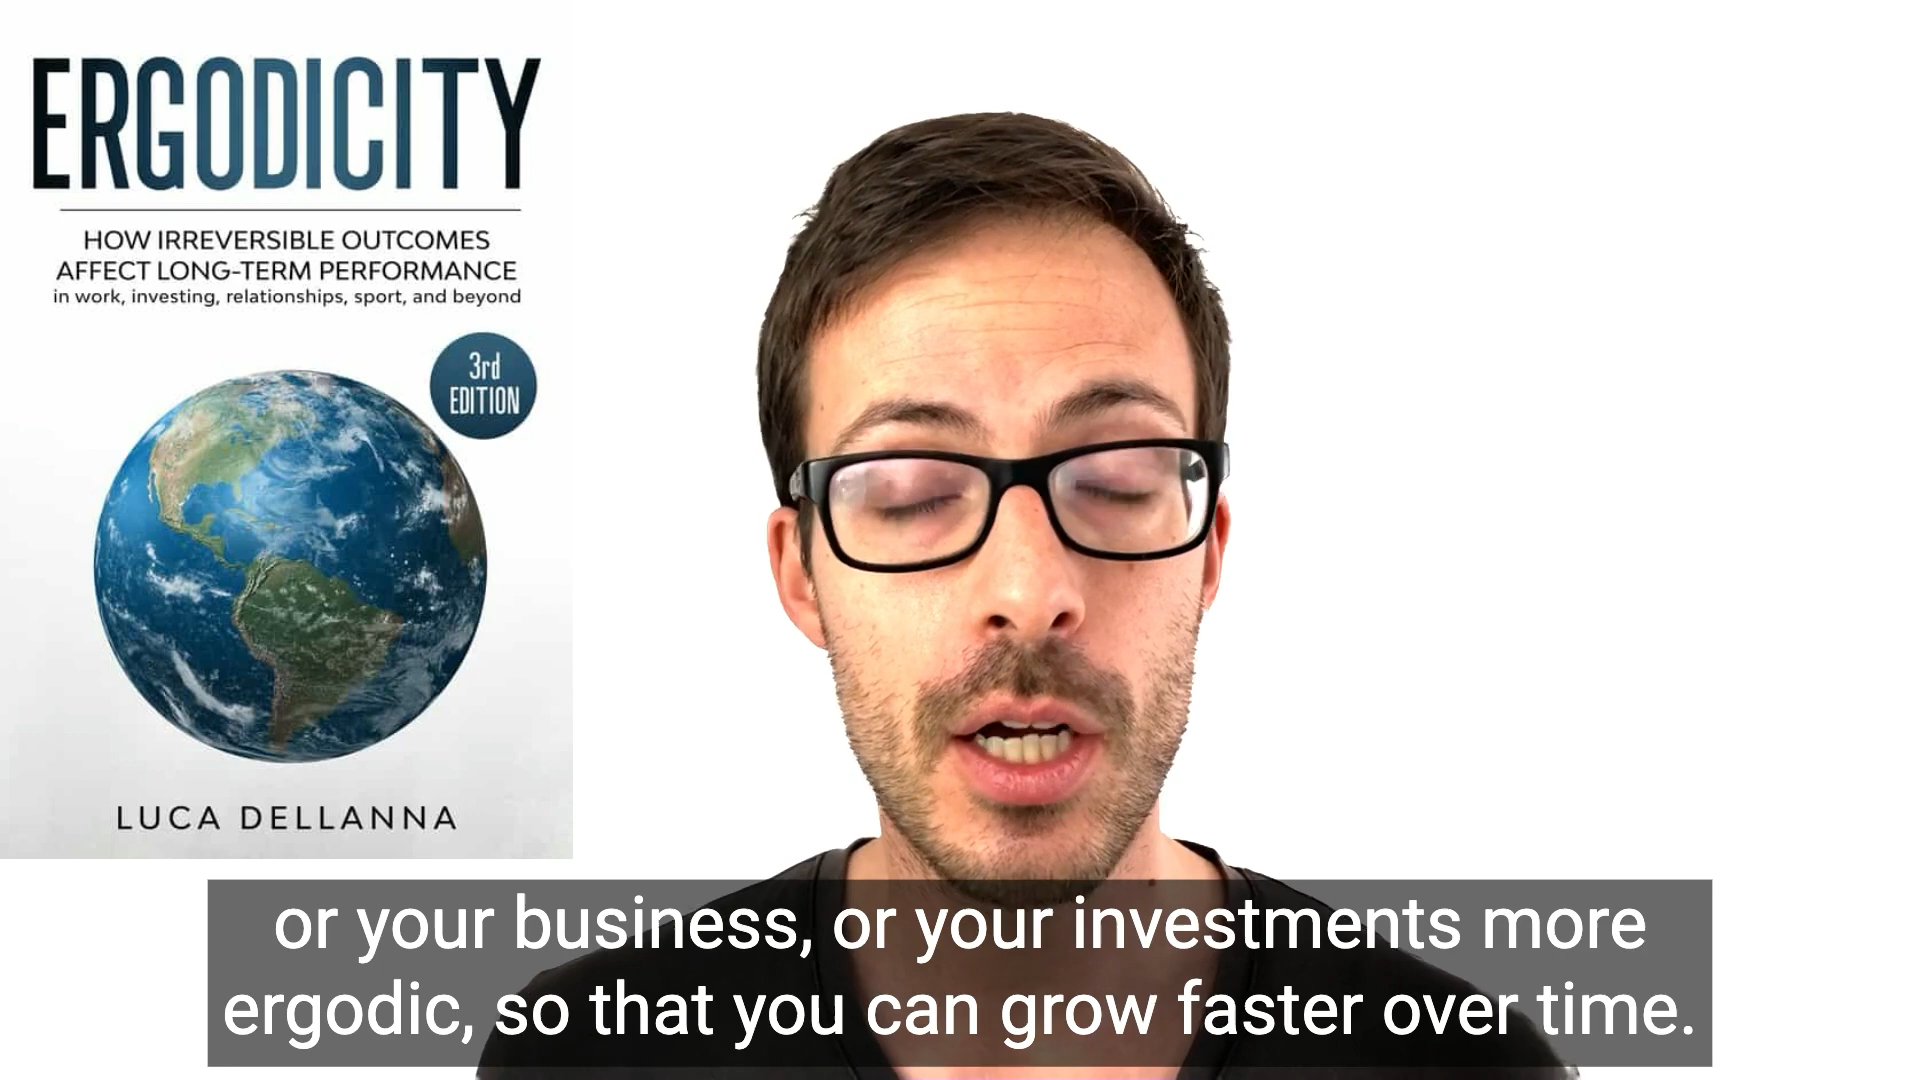 ERGODICITY
HOW IRREVERSIBLE OUTCOMES
AFFECT LONG-TERM PERFORMANCE
in work, investing, relationships, sport, and beyond
3rd
EDITION
LUCA DELLANNA
or your business, or your investments more
ergodic, so that you can grow faster over time.